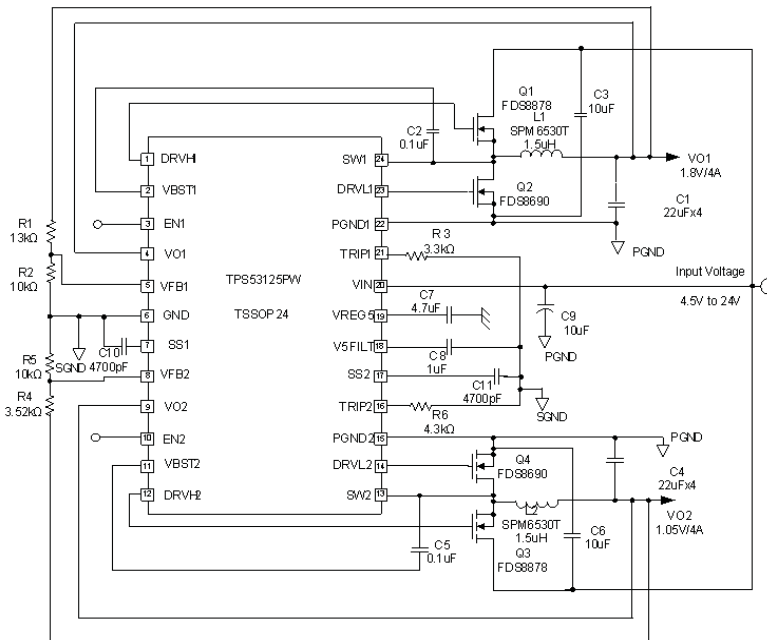 Q1
FDS8878
L1
SPM6530T
1.5uH
C3
10uF
C2
0.1uF
VO1
1.8V/4A
Q2
FDS8690
C1
22uFx4
PGND
1 DRVH1
2 VBST1
3 EN1
4 VO1
5 VFB1
6 GND
7 SS1
8 VFB2
9 VO2
10 EN2
11 VBST2
12 DRVH2
TPS53125PW
TSSOP24
SW1 24
DRVL1 23
PGND1 22
TRIP1 21
VIN 20
VREG5 19
V5FILT 18
SS2 17
TRIP2 16
PGND2 15
DRVL2 14
SW2 13
R1
13kΩ
R2
10kΩ
SGND
C10
4700pF
R5
10kΩ
R4
3.52kΩ
R 3
3.3kΩ
C7
4.7uF
C8
1uF
C11
4700pF
R6
4.3kΩ
SGND
C9
10uF
PGND
Input Voltage
4.5V to 24V
PGND
Q4
FDS8690
C4
22uFx4
L2
SPM6530T
1.5uH
Q3
FDS8878
C6
10uF
C5
0.1uF
VO2
1.05V/4A